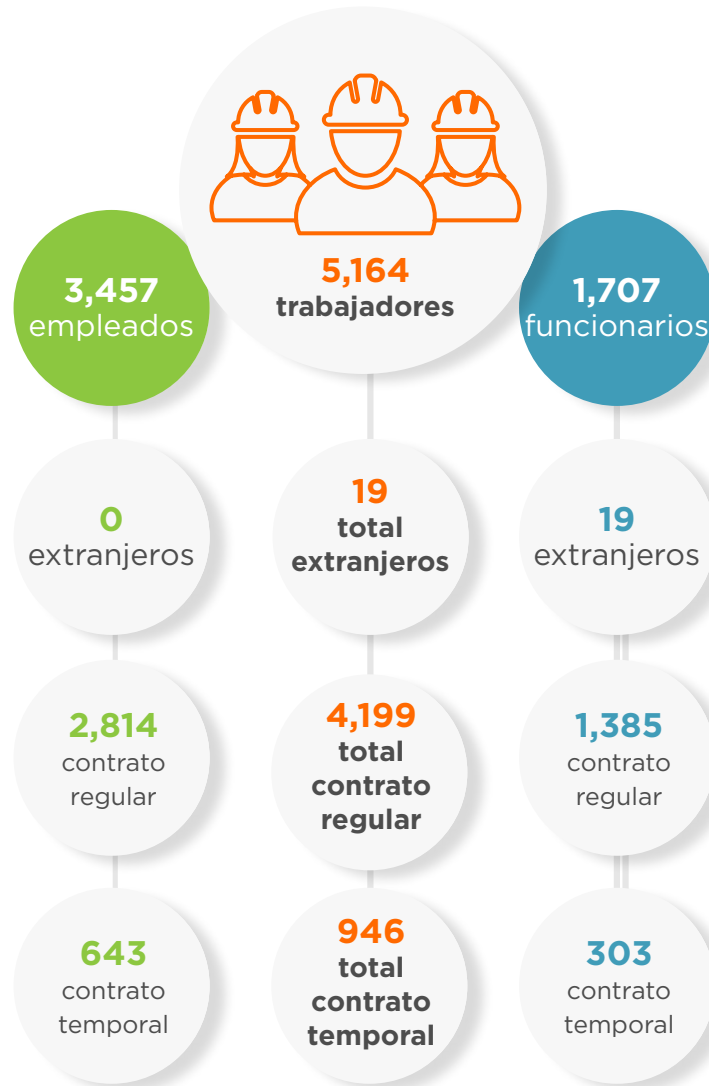 5,164
trabajadores
3,457
empleados
1,707
funcionarios
0
extranjeros
19
total
extranjeros
19
extranjeros
2,814
contrato
regular
4,199
total
contrato
regular
1,385
contrato
regular
643
contrato
temporal
946
total
contrato
temporal
303
contrato
temporal